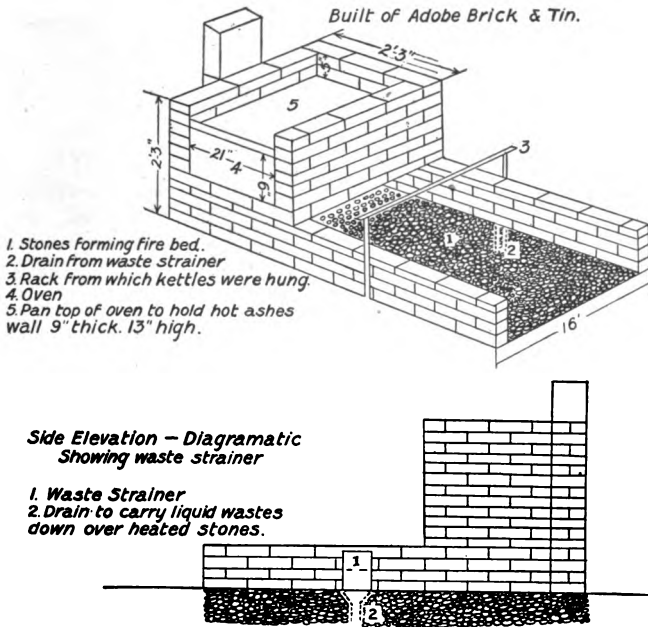 Built of Adobe Brick & Tin.
2'-3"
5"
5
2'-3"
21"
4
9"
3
1
2
16'
1. Stones forming fire bed.
2. Drain from waste strainer
3. Rack from which kettles were hung.
4. Oven
5. Pan top of oven to hold hot ashes
wall 9" thick. 13" high.
Side Elevation – Diagramatic
Showing waste strainer
1. Waste Strainer
2. Drain to carry liquid wastes
down over heated stones.
1
2